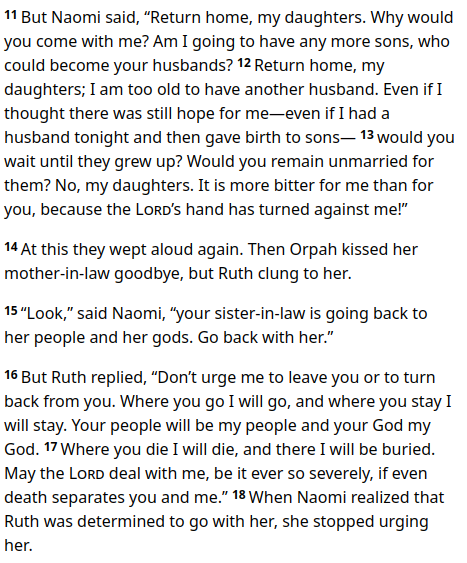 11 But Naomi said, “Return home, my daughters. Why would
you come with me? Am I going to have any more sons, who
could become your husbands? 12 Return home, my
daughters; I am too old to have another husband. Even if I
thought there was still hope for me—even if I had a
husband tonight and then gave birth to sons— 13 would you
wait until they grew up? Would you remain unmarried for
them? No, my daughters. It is more bitter for me than for
you, because the LORD’s hand has turned against me!”
14 At this they wept aloud again. Then Orpah kissed her
mother-in-law goodbye, but Ruth clung to her.
15 “Look,” said Naomi, “your sister-in-law is going back to
her people and her gods. Go back with her.”
16 But Ruth replied, “Don’t urge me to leave you or to turn
back from you. Where you go I will go, and where you stay I
will stay. Your people will be my people and your God my
God. 17 Where you die I will die, and there I will be buried.
May the LORD deal with me, be it ever so severely, if even
death separates you and me.” 18 When Naomi realized that
Ruth was determined to go with her, she stopped urging
her.